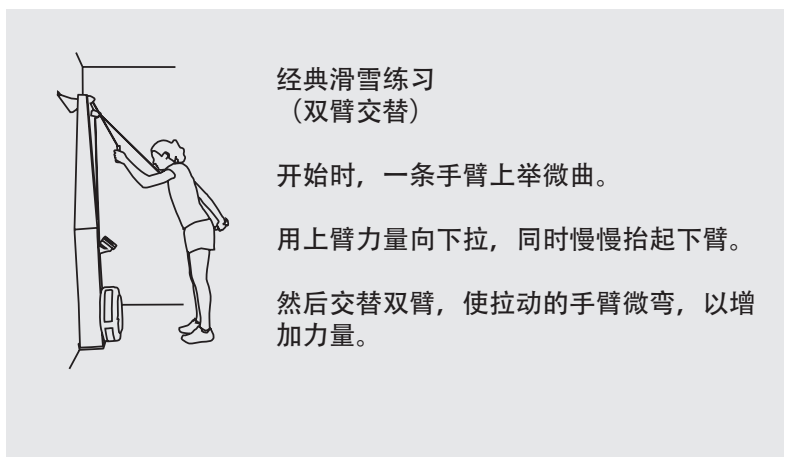 经典滑雪练习
（双臂交替）
开始时，一条手臂上举微曲。
用上臂力量向下拉，同时慢慢抬起下臂。
然后交替双臂，使拉动的手臂微弯，以增
加力量。